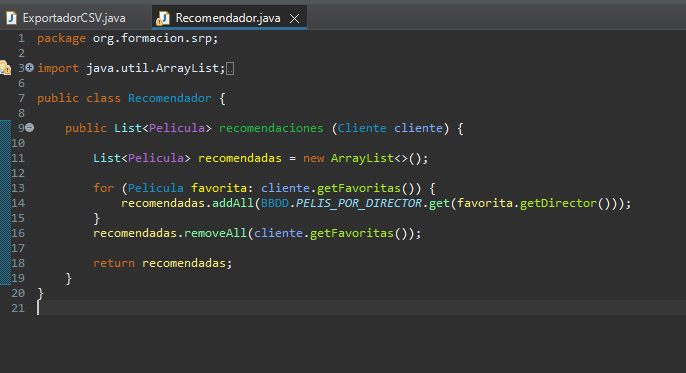 ExportadorCSV.java Recomendador.java
1 package org.formacion.srp;
2
3 import java.util.ArrayList;
6
7 public class Recomendador {
8
9 public List<Pelicula> recomendaciones (Cliente cliente) {
10
11 List<Pelicula> recomendadas = new ArrayList<>();
12
13 for (Pelicula favorita: cliente.getFavoritas()) {
14 recomendadas.addAll(BBDD.PELIS_POR_DIRECTOR.get(favorita.getDirector()));
15 }
16 recomendadas.removeAll(cliente.getFavoritas());
17
18 return recomendadas;
19 }
20 }
21